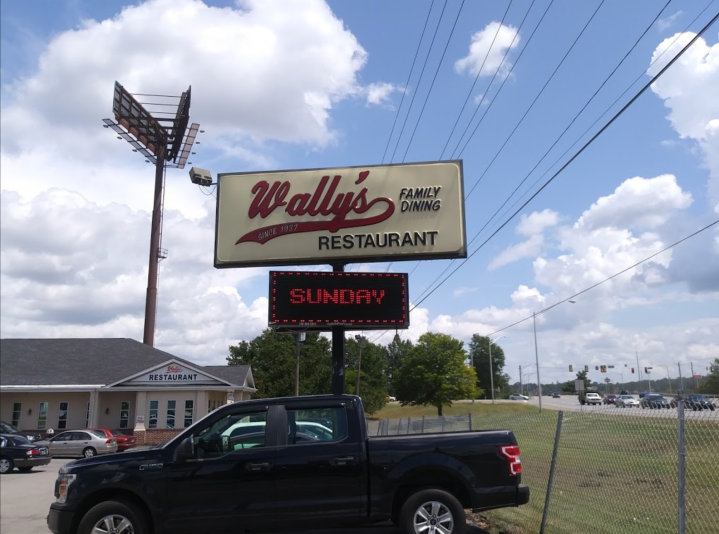 Wally's
FAMILY
DINING
SINCE 1937
RESTAURANT
SUNDAY
RESTAURANT